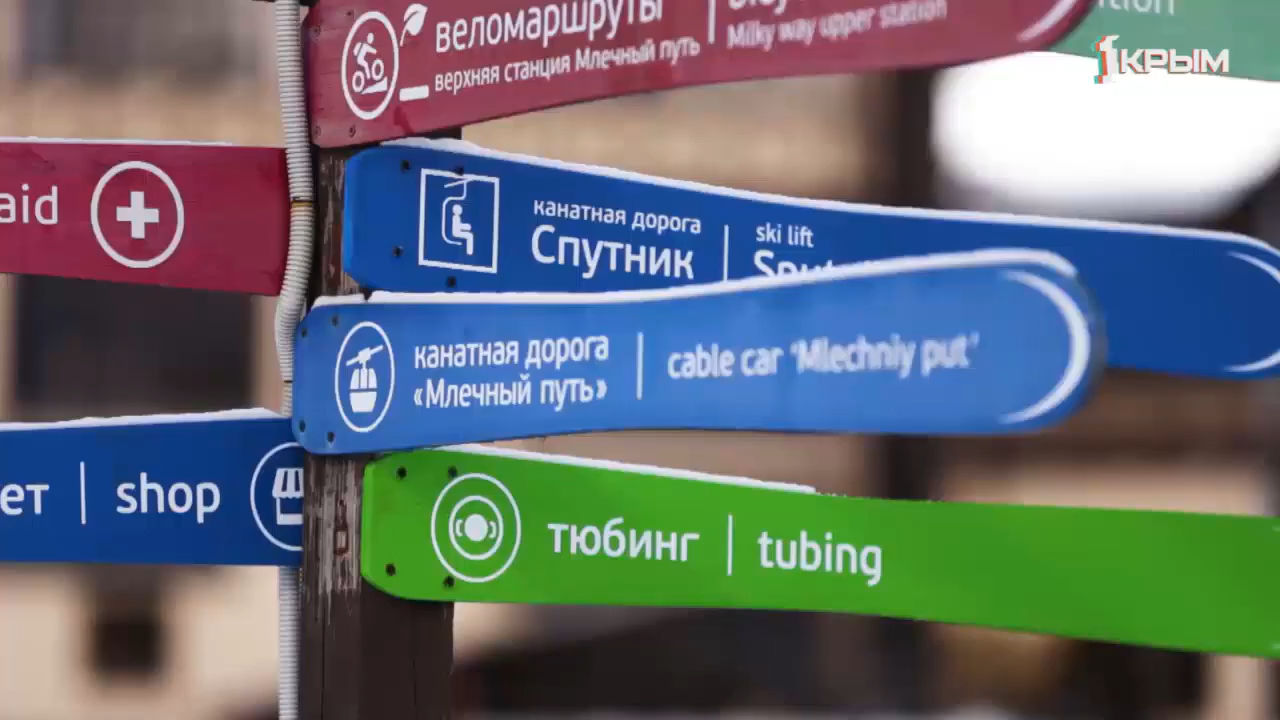 веломаршруты
верхняя станция Млечный путь
Milky way upper station
1КРЫМ
aid
канатная дорога
Спутник
ski lift
канатная дорога
«Млечный путь»
cable car ‘Mlechniy put’
ет | shop
тюбинг | tubing